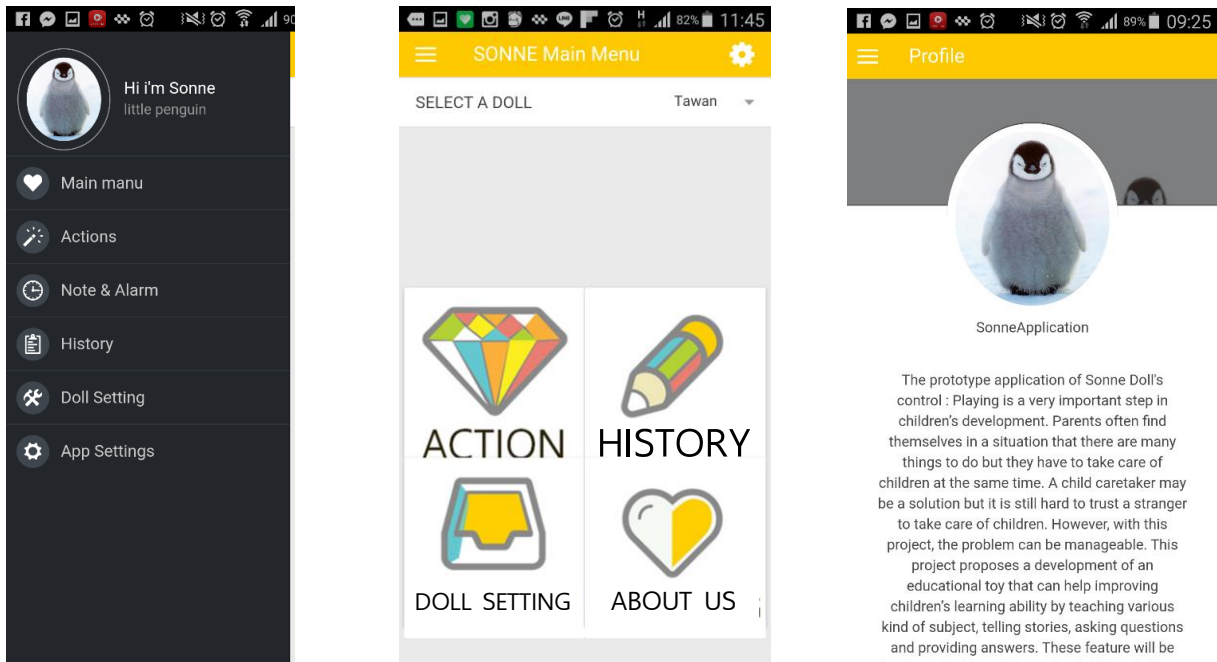 90
Hi i'm Sonne
little penguin
Main manu
Actions
Note & Alarm
History
Doll Setting
App Settings
82% 11:45
SONNE Main Menu
SELECT A DOLL Tawan
ACTION
HISTORY
DOLL SETTING
ABOUT US
89% 09:25
Profile
SonneApplication
The prototype application of Sonne Doll's
control : Playing is a very important step in
children's development. Parents often find
themselves in a situation that there are many
things to do but they have to take care of
children at the same time. A child caretaker may
be a solution but it is still hard to trust a stranger
to take care of children. However, with this
project, the problem can be manageable. This
project proposes a development of an
educational toy that can help improving
children's learning ability by teaching various
kind of subject, telling stories, asking questions
and providing answers. These feature will be